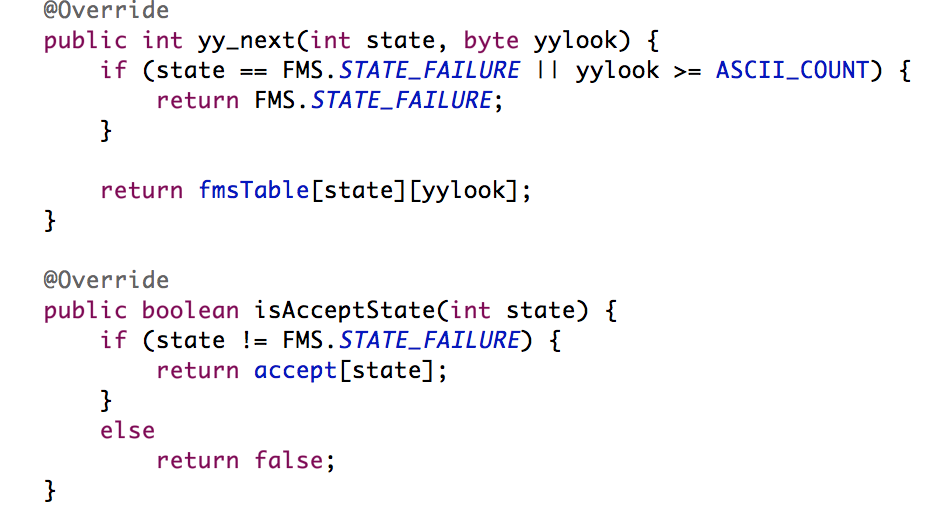 @Override
public int yy_next(int state, byte yylook) {
    if (state == FMS.STATE_FAILURE || yylook >= ASCII_COUNT) {
        return FMS.STATE_FAILURE;
    }

    return fmsTable[state][yylook];
}

@Override
public boolean isAcceptState(int state) {
    if (state != FMS.STATE_FAILURE) {
        return accept[state];
    }
    else
        return false;
}